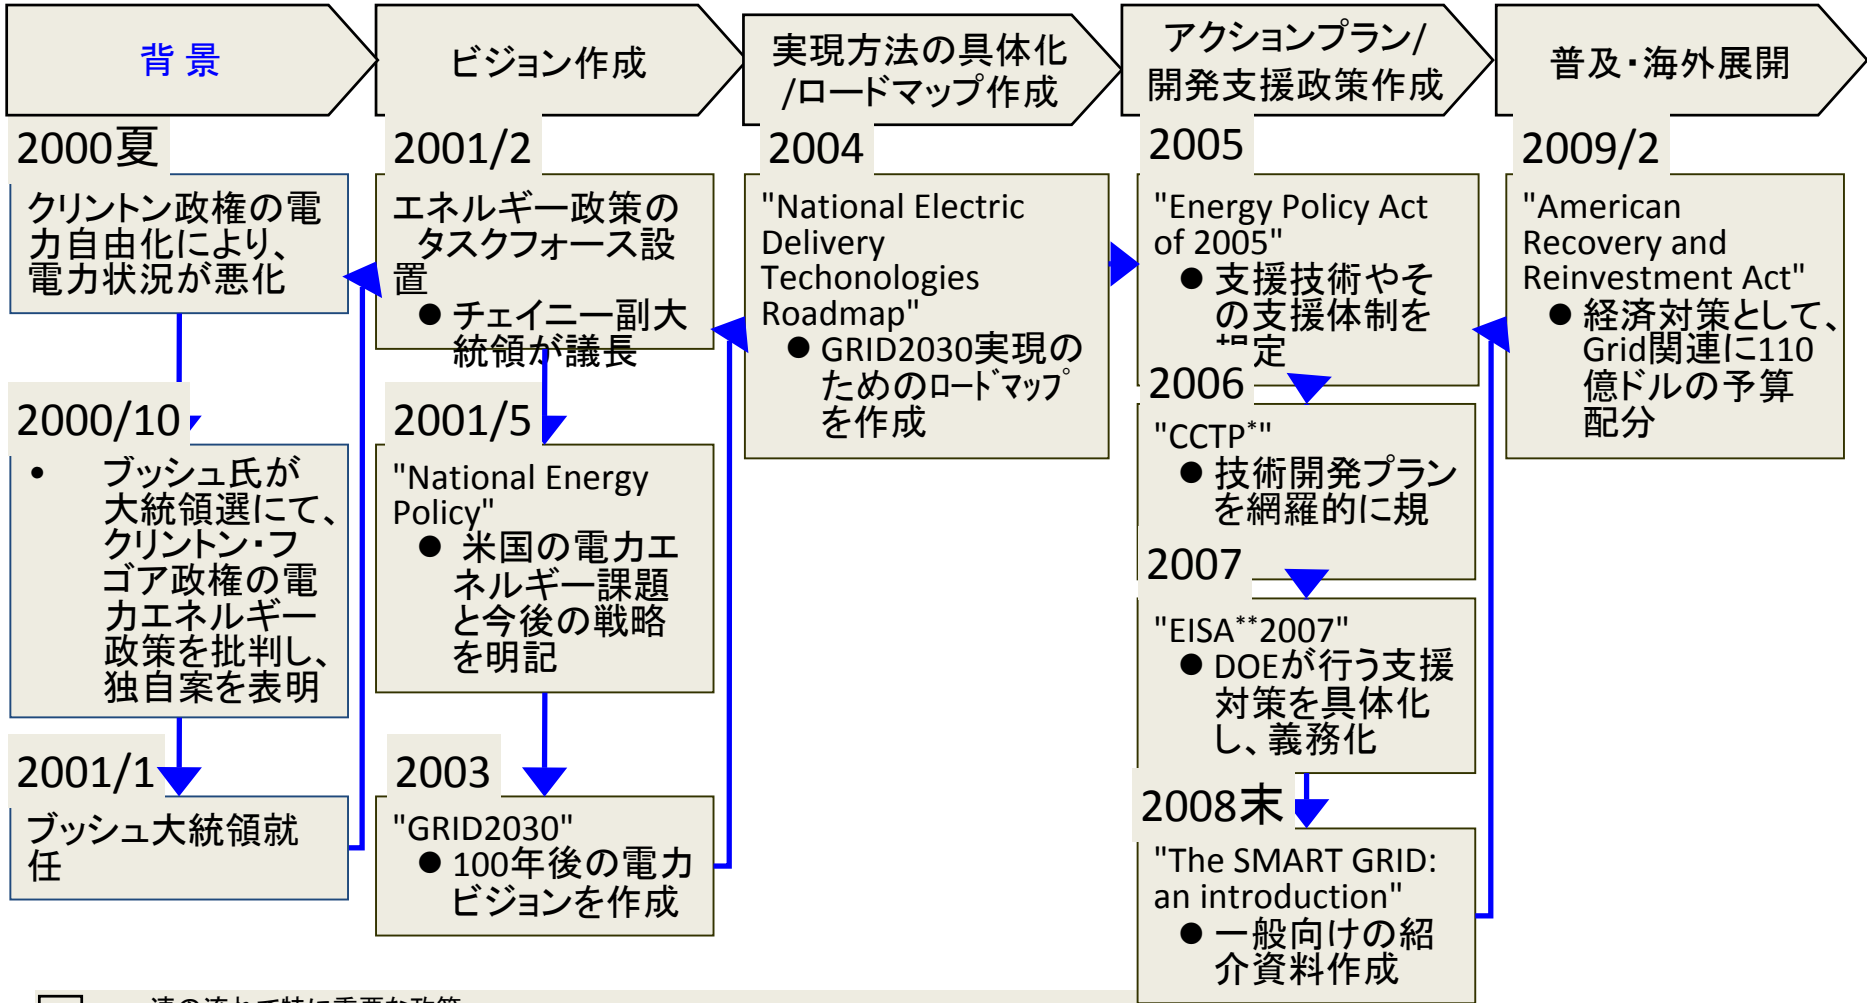 背 景
ビジョン作成
実現方法の具体化
/ロードマップ作成
アクションプラン/
開発支援政策作成
普及・海外展開
2000夏
クリントン政権の電
力自由化により、
電力状況が悪化
2000/10
• ブッシュ氏が
大統領選にて、
クリントン・フ
ゴア政権の電
力エネルギー
政策を批判し、
独自案を表明
2001/1
ブッシュ大統領就
任
2001/2
エネルギー政策の
タスクフォース設
置
● チェイニー副大
統領が議長
2001/5
"National Energy
Policy"
● 米国の電力エ
ネルギー課題
と今後の戦略
を明記
2003
"GRID2030"
● 100年後の電力
ビジョンを作成
2004
"National Electric
Delivery
Techonologies
Roadmap"
● GRID2030実現の
ためのロードマップ
を作成
2005
"Energy Policy Act
of 2005"
● 支援技術やそ
の支援体制を
規定
2006
"CCTP*"
● 技術開発プラン
を網羅的に規
2007
"EISA**2007"
● DOEが行う支援
対策を具体化
し、義務化
2008末
"The SMART GRID:
an introduction"
● 一般向けの紹
介資料作成
2009/2
"American
Recovery and
Reinvestment Act"
● 経済対策として、
Grid関連に110
億ドルの予算
配分